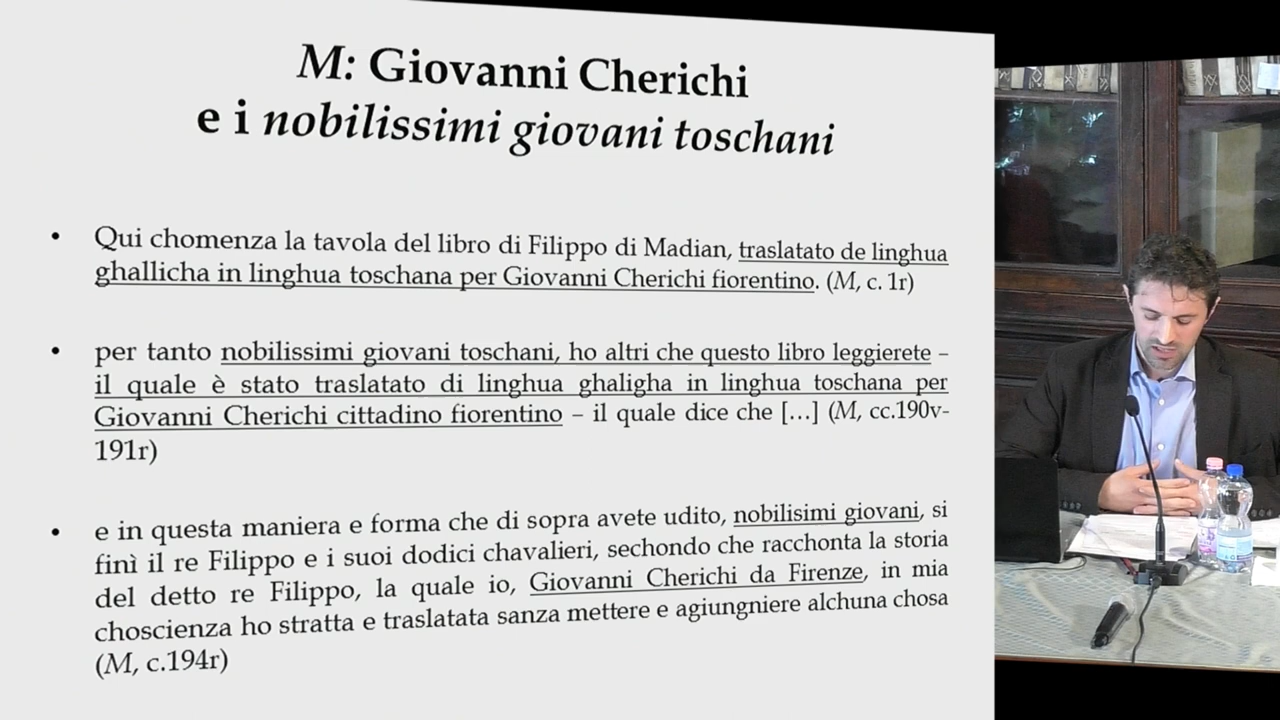 M: Giovanni Cherichi
e i nobilissimi giovani toschani
• Qui chomenza la tavola del libro di Filippo di Madian, traslatato de linghua
ghallicha in linghua toschana per Giovanni Cherichi fiorentino. (M, c. 1r)
• per tanto nobilissimi giovani toschani, ho altri che questo libro leggierete –
il quale è stato traslatato di linghua ghaligha in linghua toschana per
Giovanni Cherichi cittadino fiorentino – il quale dice che […] (M, cc.190v-
191r)
• e in questa maniera e forma che di sopra avete udito, nobilisimi giovani, si
finì il re Filippo e i suoi dodici chavalieri, sechondo che racchonta la storia
del detto re Filippo, la quale io, Giovanni Cherichi da Firenze, in mia
choscienza ho stratta e traslatata sanza mettere e agiungniere alchuna chosa
(M, c.194r)